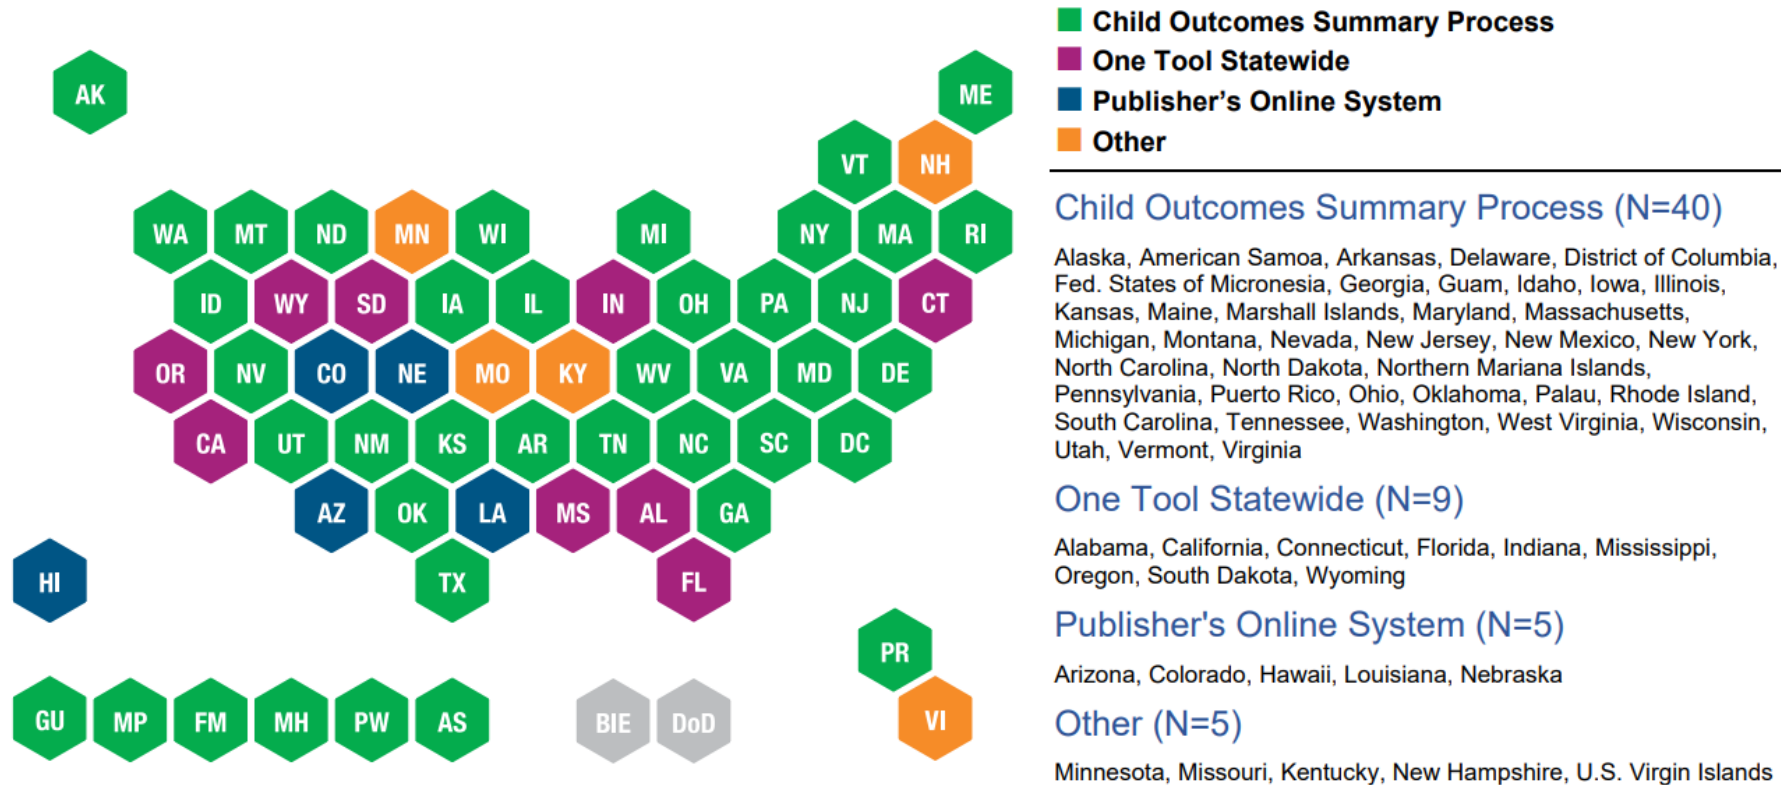 AK
ME
VT
NH
WA
MT
ND
MN
WI
MI
NY
MA
RI
ID
WY
SD
IA
IL
IN
OH
PA
NJ
CT
OR
NV
CO
NE
MO
KY
WV
VA
MD
DE
CA
UT
NM
KS
AR
TN
NC
SC
DC
AZ
OK
LA
MS
AL
GA
HI
TX
FL
PR
GU
MP
FM
MH
PW
AS
BIE
DoD
VI
Child Outcomes Summary Process
One Tool Statewide
Publisher’s Online System
Other
Child Outcomes Summary Process (N=40)
Alaska, American Samoa, Arkansas, Delaware, District of Columbia,
Fed. States of Micronesia, Georgia, Guam, Idaho, Iowa, Illinois,
Kansas, Maine, Marshall Islands, Maryland, Massachusetts,
Michigan, Montana, Nevada, New Jersey, New Mexico, New York,
North Carolina, North Dakota, Northern Mariana Islands,
Pennsylvania, Puerto Rico, Ohio, Oklahoma, Palau, Rhode Island,
South Carolina, Tennessee, Washington, West Virginia, Wisconsin,
Utah, Vermont, Virginia
One Tool Statewide (N=9)
Alabama, California, Connecticut, Florida, Indiana, Mississippi,
Oregon, South Dakota, Wyoming
Publisher's Online System (N=5)
Arizona, Colorado, Hawaii, Louisiana, Nebraska
Other (N=5)
Minnesota, Missouri, Kentucky, New Hampshire, U.S. Virgin Islands